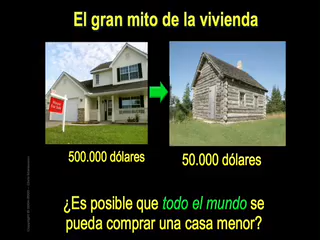 El gran mito de la vivienda
500.000 dólares
50.000 dólares
¿Es posible que todo el mundo se
pueda comprar una casa menor?